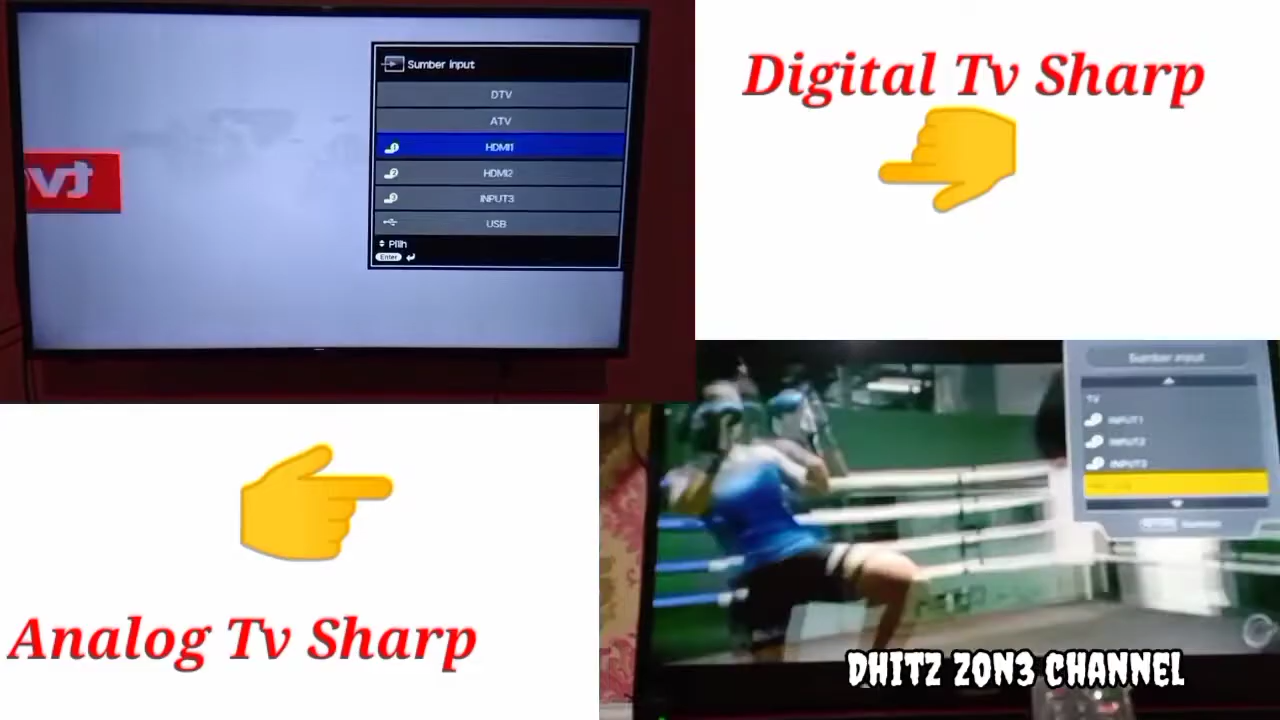 Sumber Input
DTV
ATV
HDMI1
HDMI2
INPUT3
USB
Pilih
Enter
Digital Tv Sharp
Sumber input
TV
INPUT1
INPUT2
INPUT3
Analog Tv Sharp
DHITZ ZON3 CHANNEL